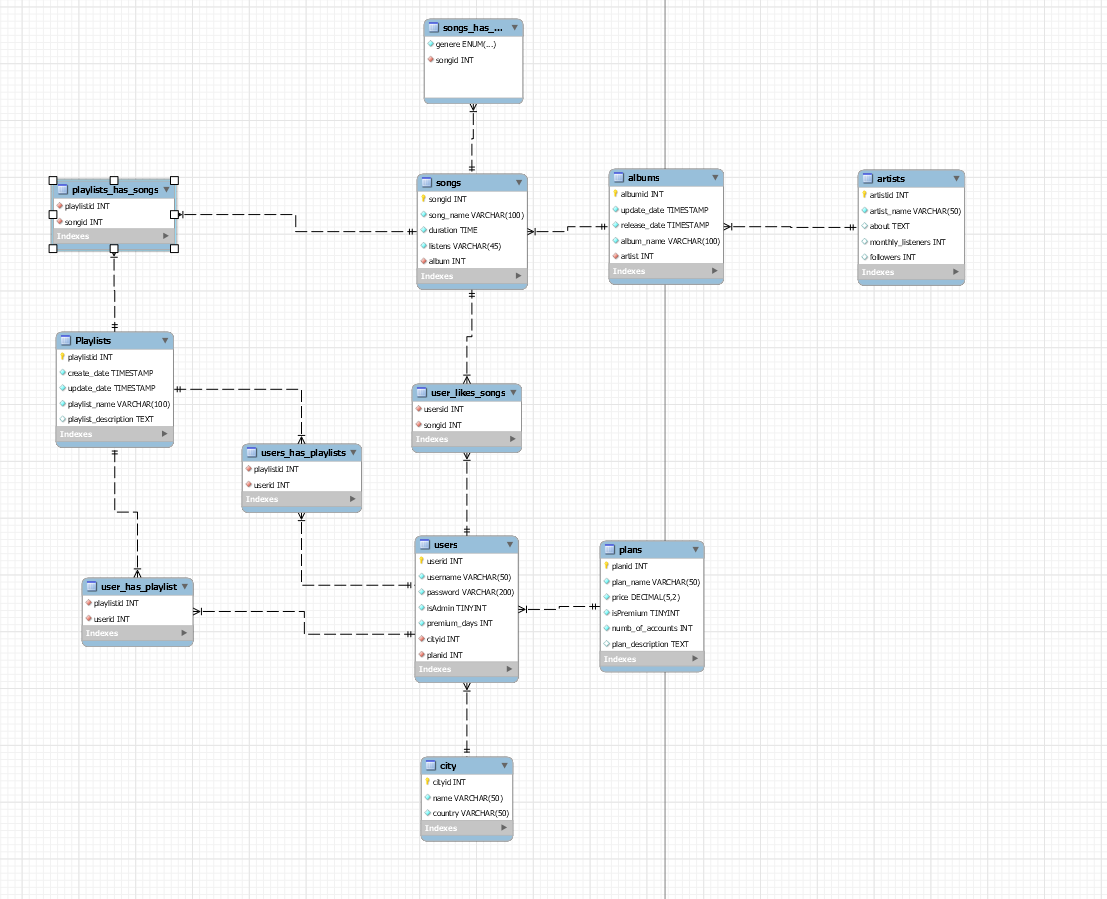 songs_has_...
genere ENUM(...)
songid INT
playlists_has_songs
playlistid INT
songid INT
Indexes
songs
songid INT
song_name VARCHAR(100)
duration TIME
listens VARCHAR(45)
album INT
Indexes
albums
albumid INT
update_date TIMESTAMP
release_date TIMESTAMP
album_name VARCHAR(100)
artist INT
Indexes
artists
artistid INT
artist_name VARCHAR(50)
about TEXT
monthly_listeners INT
followers INT
Indexes
Playlists
playlistid INT
create_date TIMESTAMP
update_date TIMESTAMP
playlist_name VARCHAR(100)
playlist_description TEXT
Indexes
user_likes_songs
usersid INT
songid INT
Indexes
users_has_playlists
playlistid INT
userid INT
Indexes
users
userid INT
username VARCHAR(50)
password VARCHAR(200)
isAdmin TINYINT
premium_days INT
cityid INT
planid INT
Indexes
plans
planid INT
plan_name VARCHAR(50)
price DECIMAL(5,2)
isPremium TINYINT
numb_of_accounts INT
plan_description TEXT
Indexes
user_has_playlist
playlistid INT
userid INT
Indexes
city
cityid INT
name VARCHAR(50)
country VARCHAR(50)
Indexes